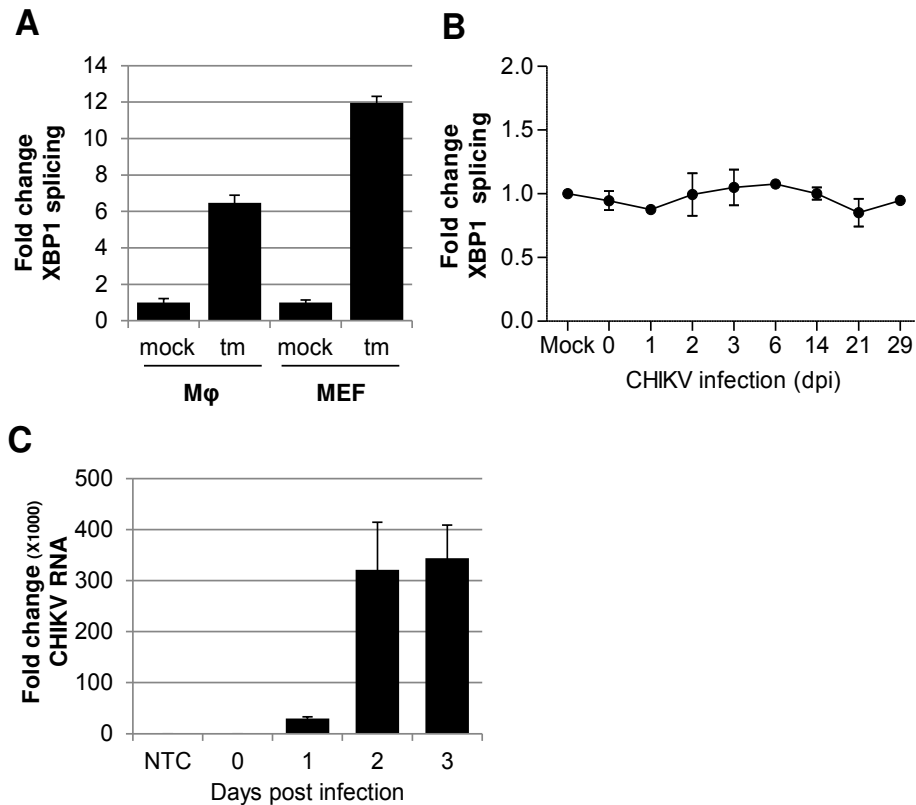 A
Fold change
XBP1 splicing
14
12
10
8
6
4
2
0
mock tm mock tm
Mφ MEF
B
Fold change
XBP1 splicing
2.0
1.5
1.0
0.5
0.0
Mock 0 1 2 3 6 14 21 29
CHIKV infection (dpi)
C
Fold change (X1000)
CHIKV RNA
500
400
300
200
100
0
NTC 0 1 2 3
Days post infection